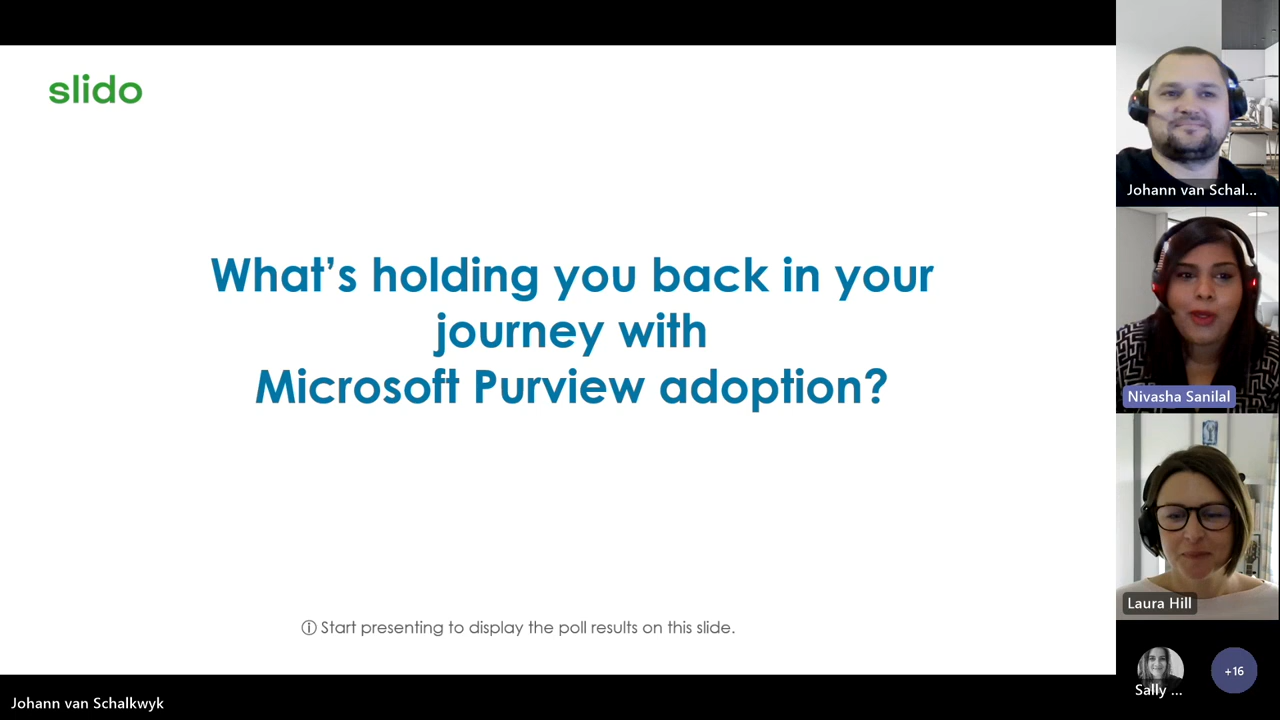 slido
What’s holding you back in your
journey with
Microsoft Purview adoption?
ⓘ Start presenting to display the poll results on this slide.
Johann van Schalkwyk
Johann van Schal...
Nivasha Sanilal
Laura Hill
Sally ...
+16